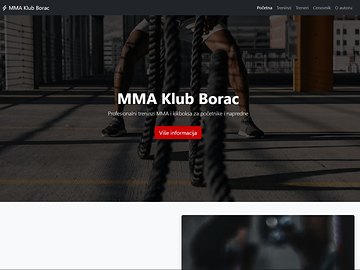 MMA Klub Borac
Početna Treninzi Treneri Cenovnik O autoru
MMA Klub Borac
Profesionalni treninzi MMA i kikboksa za početnike i napredne
Više informacija